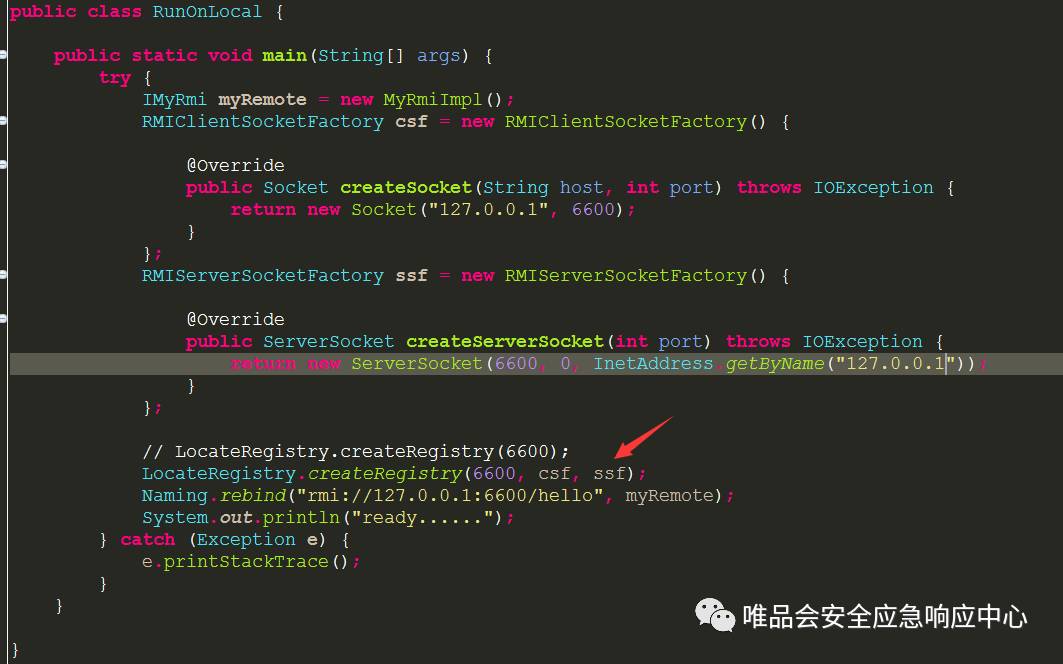 public class RunOnLocal {
public static void main(String[] args) {
try {
IMyRmi myRemote = new MyRmiImpl();
RMIClientSocketFactory csf = new RMIClientSocketFactory() {
@Override
public Socket createSocket(String host, int port) throws IOException {
return new Socket("127.0.0.1", 6600);
}
};
RMIServerSocketFactory ssf = new RMIServerSocketFactory() {
@Override
public ServerSocket createServerSocket(int port) throws IOException {
return new ServerSocket(6600, 0, InetAddress.getByName("127.0.0.1"));
}
};
// LocateRegistry.createRegistry(6600);
LocateRegistry.createRegistry(6600, csf, ssf);
Naming.rebind("rmi://127.0.0.1:6600/hello", myRemote);
System.out.println("ready......");
} catch (Exception e) {
e.printStackTrace();
}
}
}
唯品会安全应急响应中心